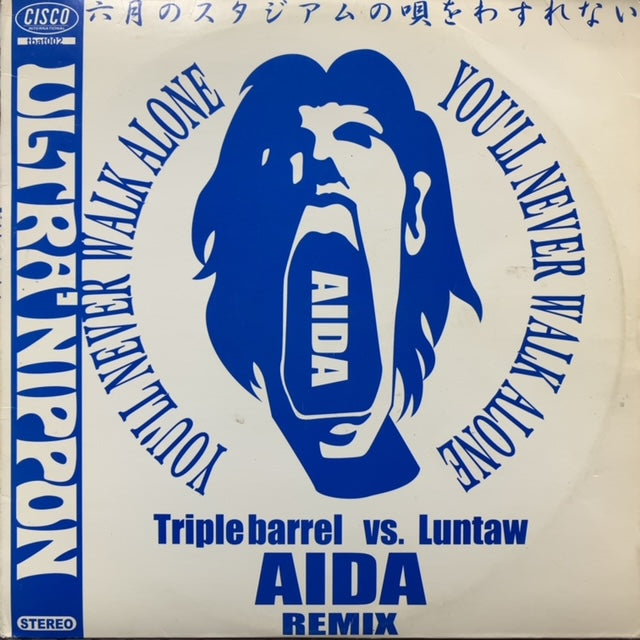 CISCO
INTERNATIONAL
tbat002
六月のスタジアムの唄をわすれない
ULTRA'S NIPPON
STEREO
YOU'LL NEVER WALK ALONE
YOU'LL NEVER WALK ALONE
AIDA
Triple barrel vs. Luntaw
AIDA
REMIX